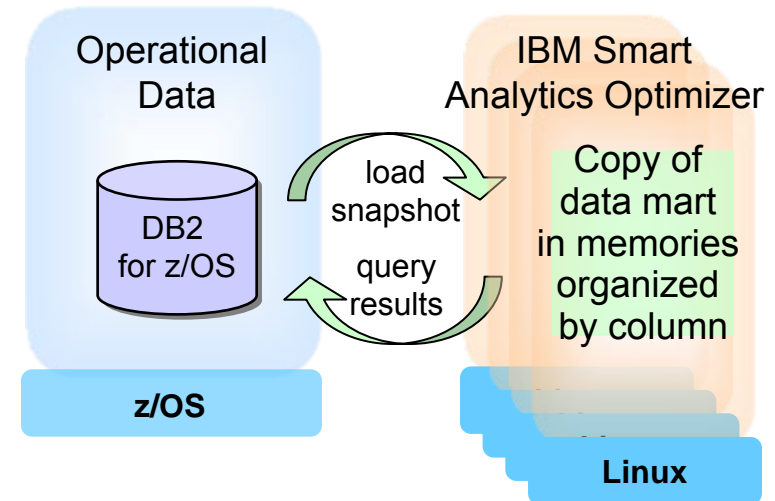 Operational
Data
IBM Smart
Analytics Optimizer
DB2
for z/OS
load
snapshot
query
results
Copy of
data mart
in memories
organized
by column
z/OS
Linux